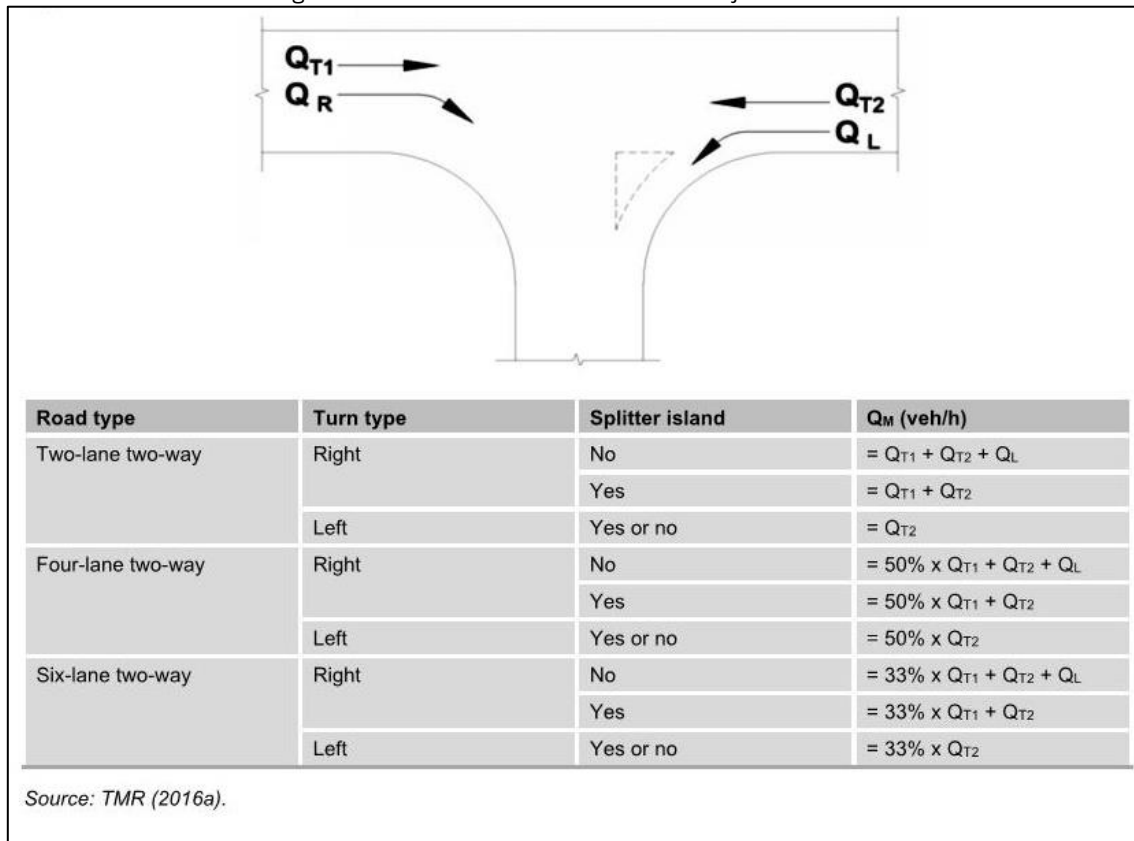 QT1
QR
QT2
QL
Road type Turn type Splitter island QM (veh/h)
Two-lane two-way Right No = QT1 + QT2 + QL
Yes = QT1 + QT2
Left Yes or no = QT2
Four-lane two-way Right No = 50% x QT1 + QT2 + QL
Yes = 50% x QT1 + QT2
Left Yes or no = 50% x QT2
Six-lane two-way Right No = 33% x QT1 + QT2 + QL
Yes = 33% x QT1 + QT2
Left Yes or no = 33% x QT2
Source: TMR (2016a).